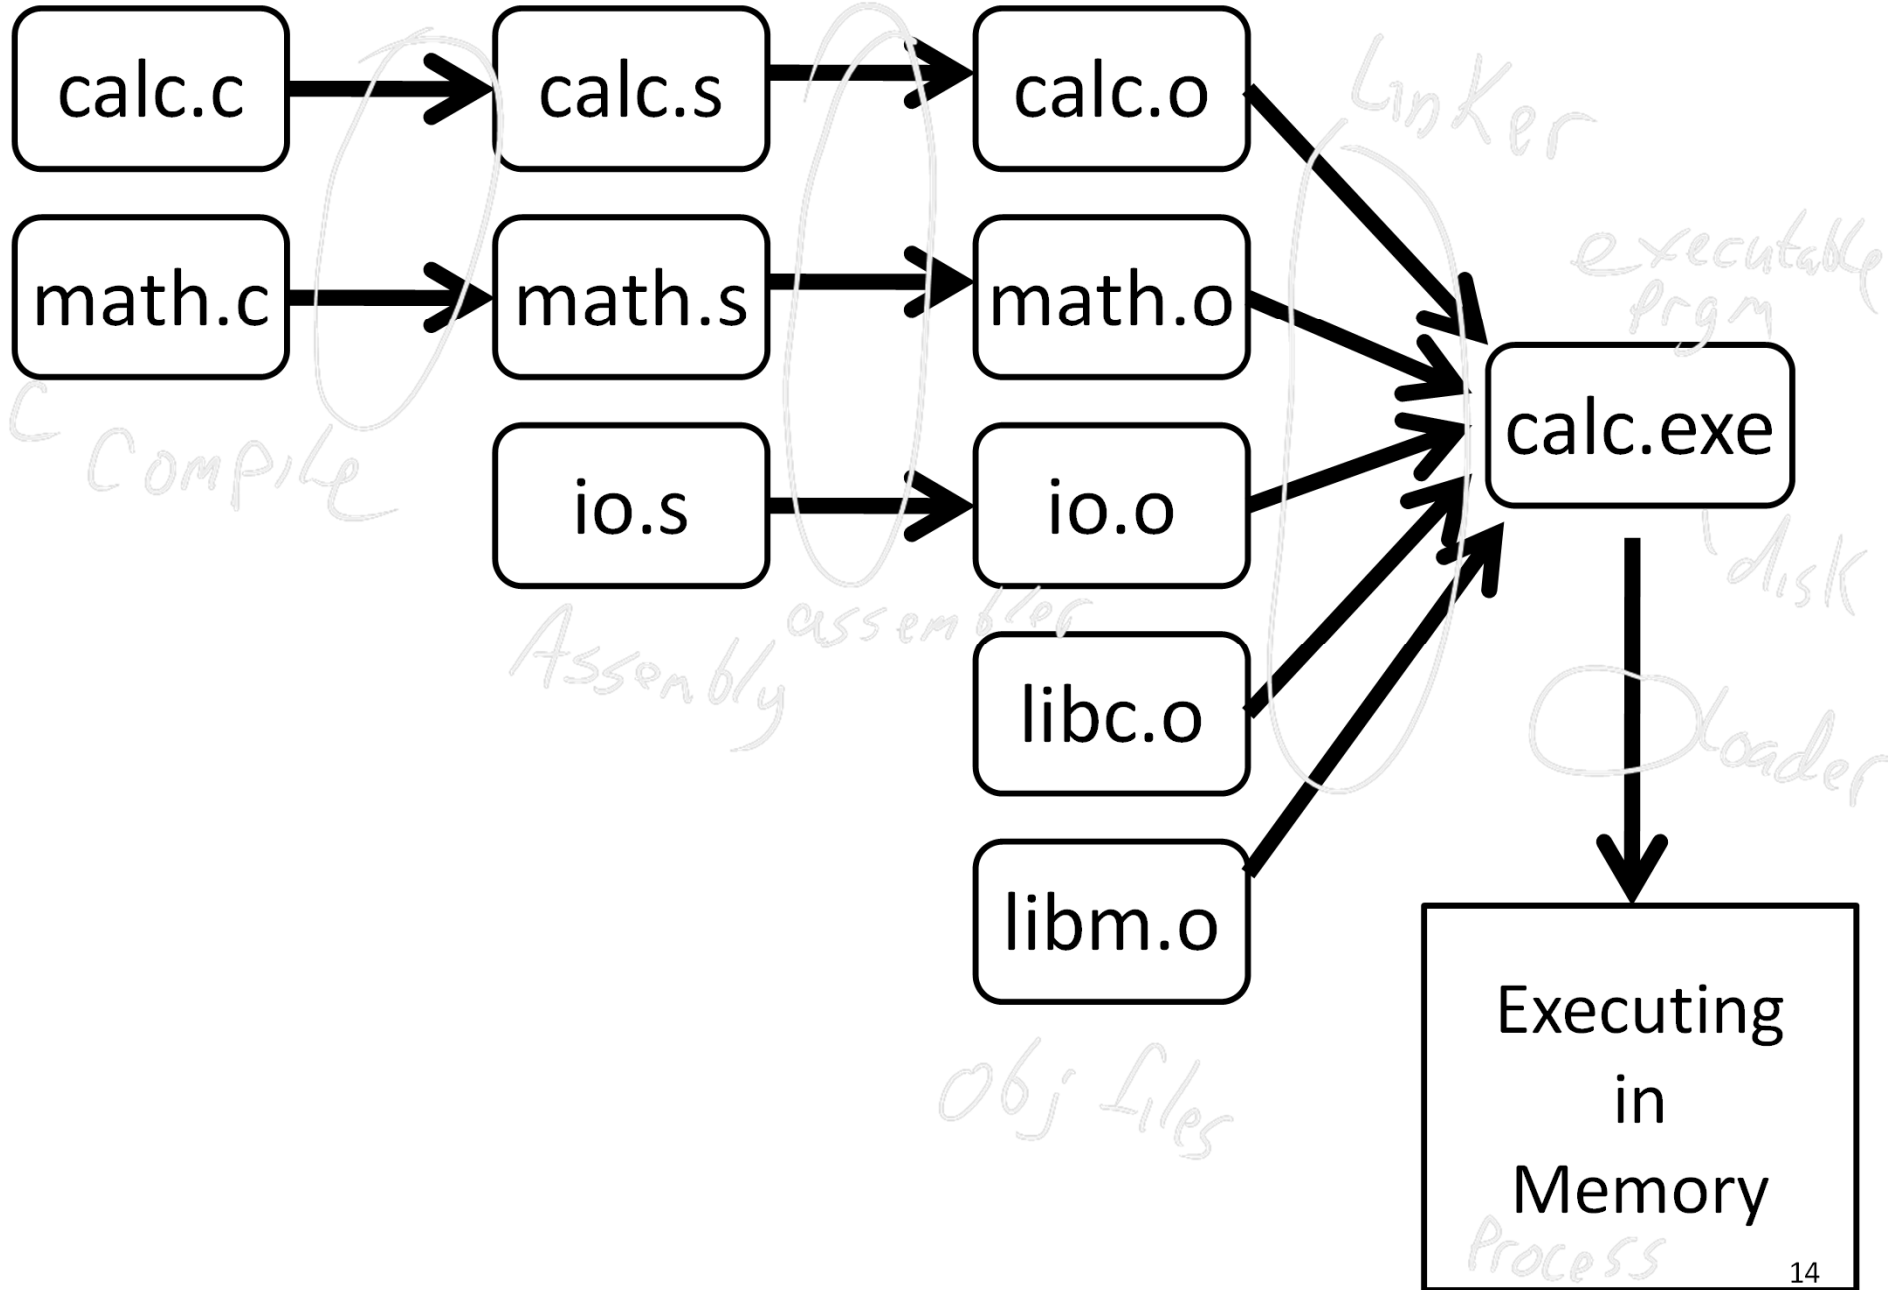 calc.c
calc.s
calc.o
Linker
math.c
math.s
math.o
executable
prgm
calc.exe
C
Compile
io.s
io.o
disk
Assembly
assembler
libc.o
loader
libm.o
obj files
Executing
in
Memory
Process
14